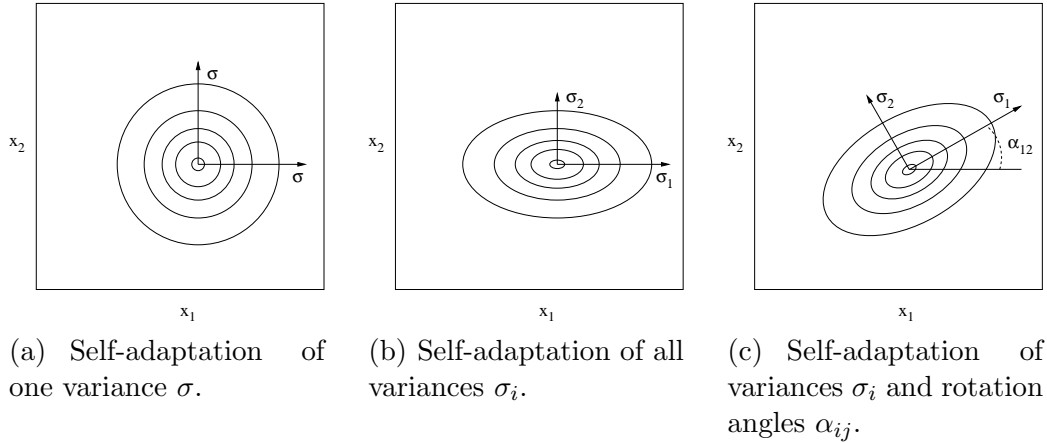 σ
x₂
σ
x₁
(a) Self-adaptation of
one variance σ.
σ₂
x₂
σ₁
x₁
(b) Self-adaptation of all
variances σᵢ.
σ₂
σ₁
x₂
α₁₂
x₁
(c) Self-adaptation of
variances σᵢ and rotation
angles αᵢⱼ.